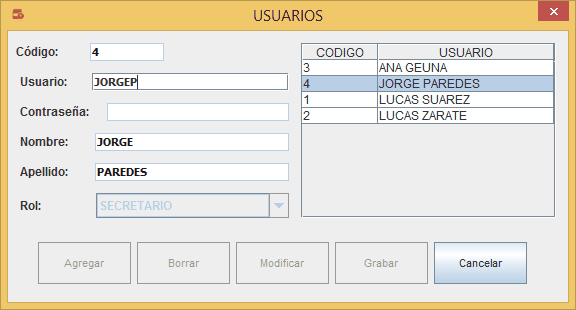 USUARIOS
Código: 4
Usuario: JORGEP
Contraseña:
Nombre: JORGE
Apellido: PAREDES
Rol: SECRETARIO
CODIGO USUARIO
3 ANA GEUNA
4 JORGE PAREDES
1 LUCAS SUAREZ
2 LUCAS ZARATE
Agregar Borrar Modificar Grabar Cancelar